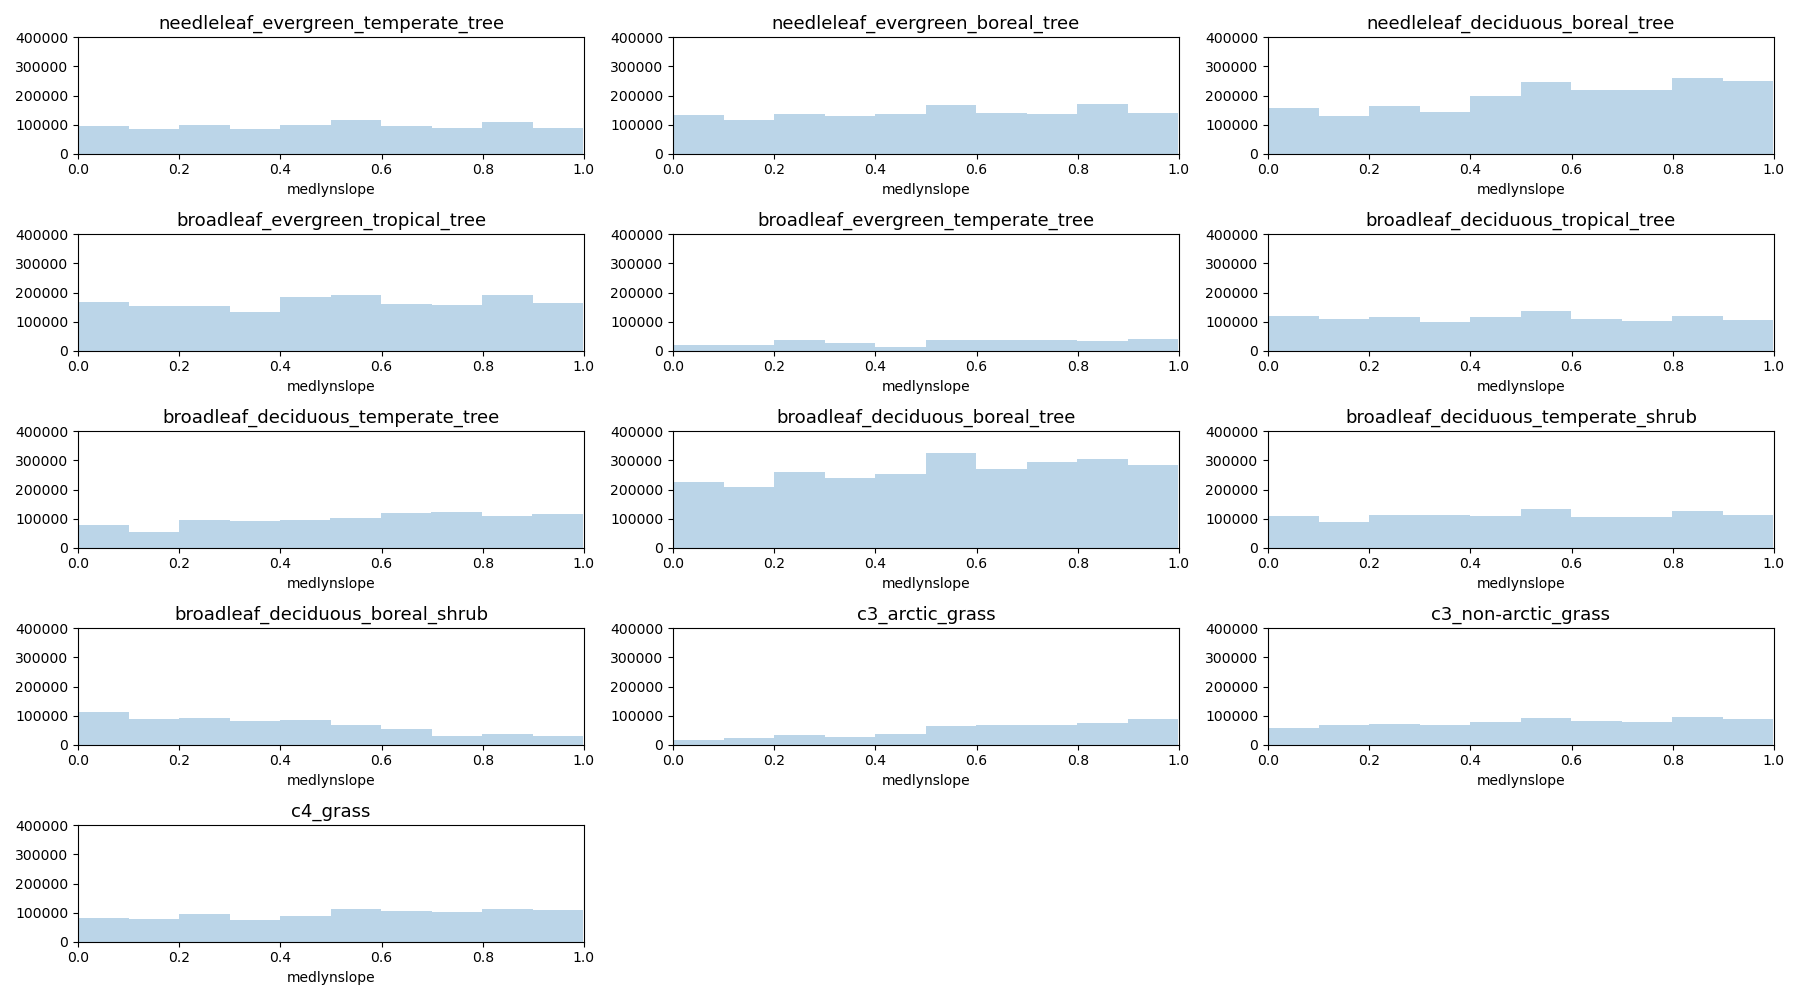 needleleaf_evergreen_temperate_tree
400000
300000
200000
100000
0
0.0 0.2 0.4 0.6 0.8 1.0
medlynslope
needleleaf_evergreen_boreal_tree
400000
300000
200000
100000
0
0.0 0.2 0.4 0.6 0.8 1.0
medlynslope
needleleaf_deciduous_boreal_tree
400000
300000
200000
100000
0
0.0 0.2 0.4 0.6 0.8 1.0
medlynslope
broadleaf_evergreen_tropical_tree
400000
300000
200000
100000
0
0.0 0.2 0.4 0.6 0.8 1.0
medlynslope
broadleaf_evergreen_temperate_tree
400000
300000
200000
100000
0
0.0 0.2 0.4 0.6 0.8 1.0
medlynslope
broadleaf_deciduous_tropical_tree
400000
300000
200000
100000
0
0.0 0.2 0.4 0.6 0.8 1.0
medlynslope
broadleaf_deciduous_temperate_tree
400000
300000
200000
100000
0
0.0 0.2 0.4 0.6 0.8 1.0
medlynslope
broadleaf_deciduous_boreal_tree
400000
300000
200000
100000
0
0.0 0.2 0.4 0.6 0.8 1.0
medlynslope
broadleaf_deciduous_temperate_shrub
400000
300000
200000
100000
0
0.0 0.2 0.4 0.6 0.8 1.0
medlynslope
broadleaf_deciduous_boreal_shrub
400000
300000
200000
100000
0
0.0 0.2 0.4 0.6 0.8 1.0
medlynslope
c3_arctic_grass
400000
300000
200000
100000
0
0.0 0.2 0.4 0.6 0.8 1.0
medlynslope
c3_non-arctic_grass
400000
300000
200000
100000
0
0.0 0.2 0.4 0.6 0.8 1.0
medlynslope
c4_grass
400000
300000
200000
100000
0
0.0 0.2 0.4 0.6 0.8 1.0
medlynslope